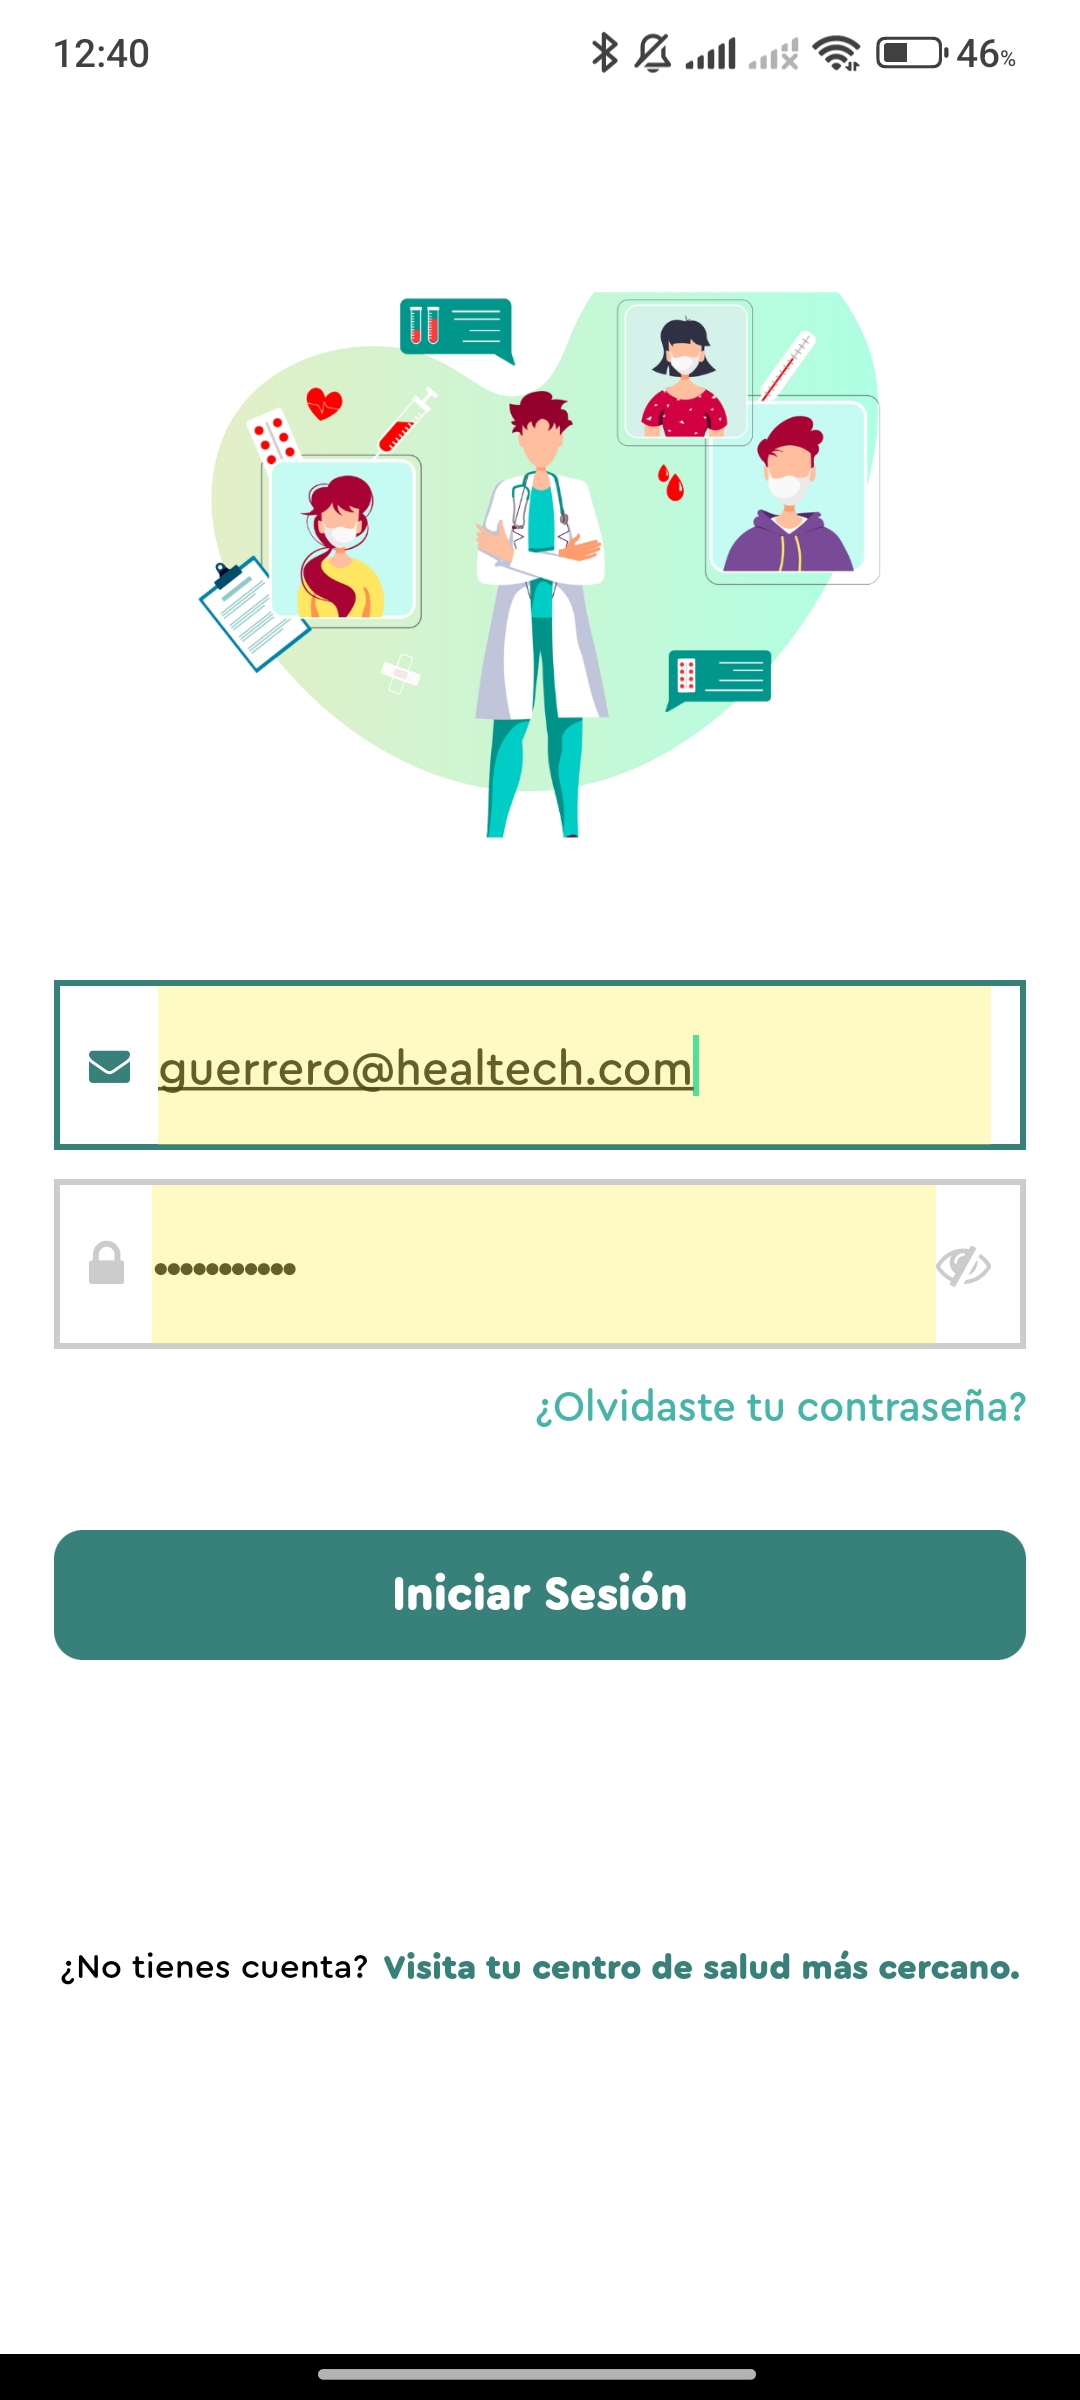 12:40
46%
guerrero@healtech.com
•••••••••••
¿Olvidaste tu contraseña?
Iniciar Sesión
¿No tienes cuenta? Visita tu centro de salud más cercano.